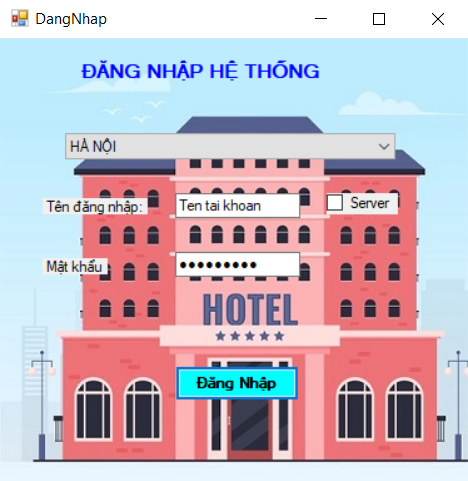 DangNhap
ĐĂNG NHẬP HỆ THỐNG
HÀ NỘI
Tên đăng nhập:
Ten tai khoan
Server
Mật khẩu
●●●●●●●●●
HOTEL
★★★★★
Đăng Nhập